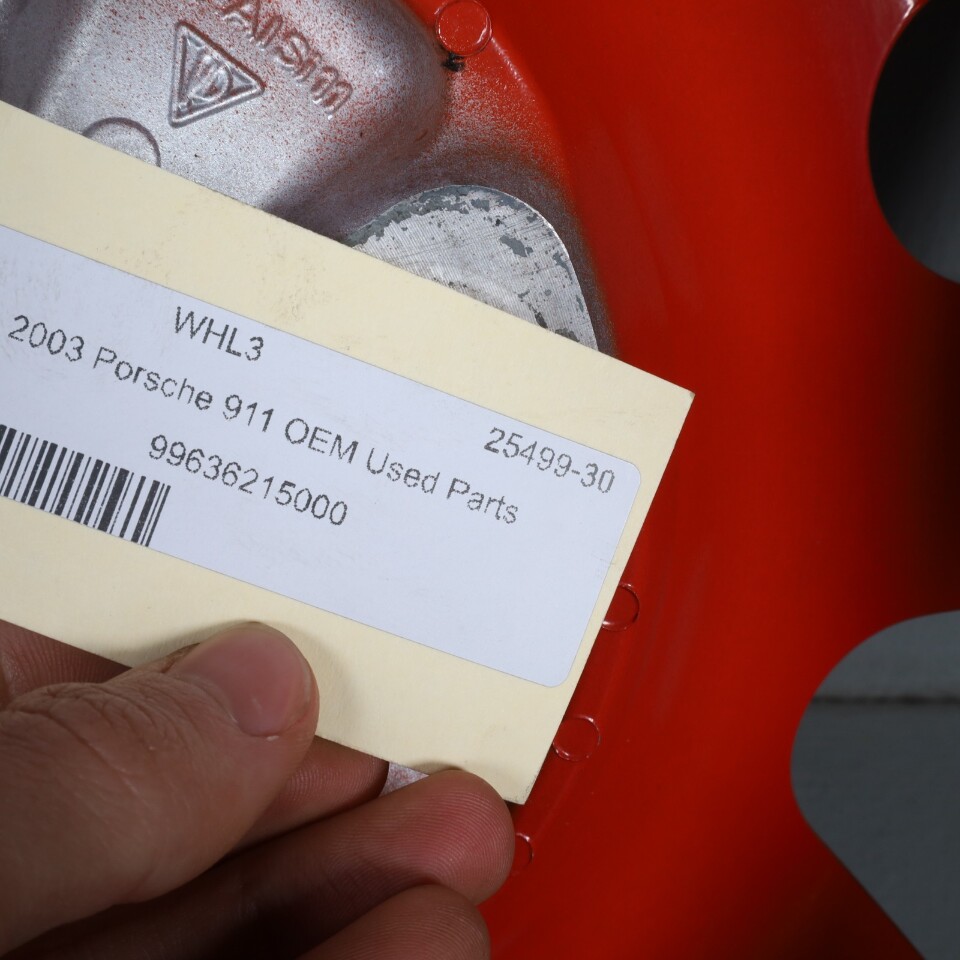 WHL3
25499-30
2003 Porsche 911 OEM Used Parts
99636215000